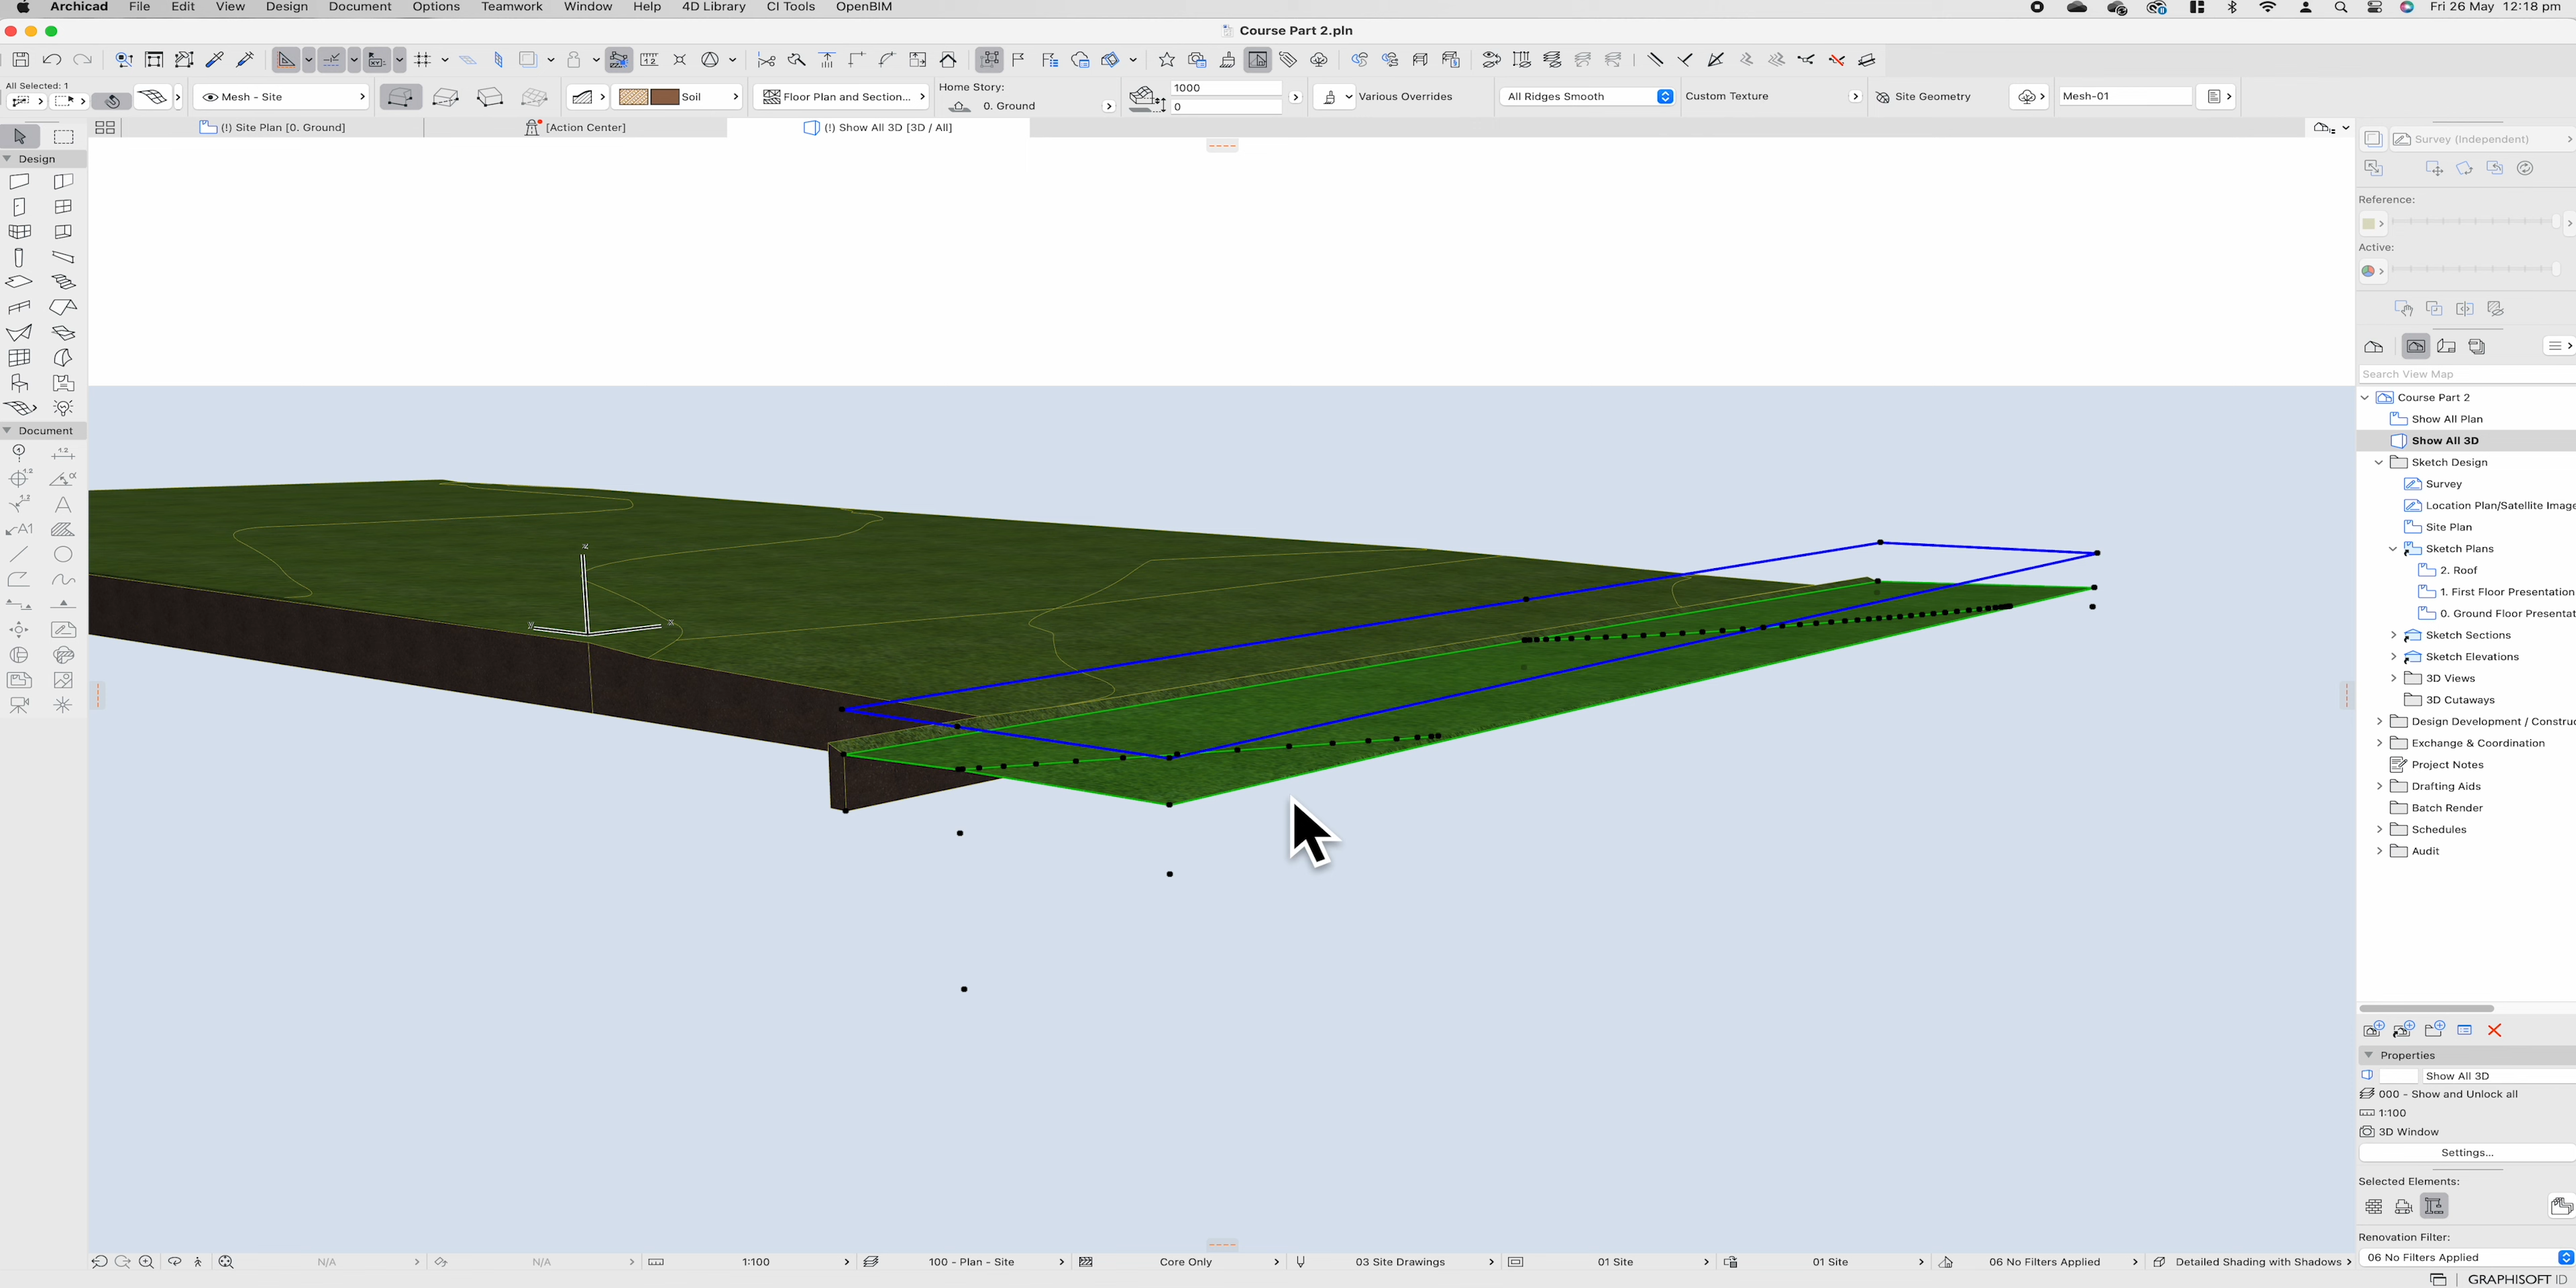 Archicad File Edit View Design Document Options Teamwork Window Help 4D Library CI Tools OpenBIM Fri 26 May 12:18 pm
Course Part 2.pln
All Selected: 1
Mesh - Site
Soil
Floor Plan and Section...
Home Story:
0. Ground
1000
0
Various Overrides
All Ridges Smooth
Custom Texture
Site Geometry
Mesh-01
(!) Site Plan [0. Ground]
[Action Center]
(!) Show All 3D [3D / All]
Survey (Independent)
Design
Document
Reference:
Active:
Search View Map
Course Part 2
Show All Plan
Show All 3D
Sketch Design
Survey
Location Plan/Satellite Image
Site Plan
Sketch Plans
2. Roof
1. First Floor Presentation
0. Ground Floor Presentat
Sketch Sections
Sketch Elevations
3D Views
3D Cutaways
Design Development / Constru
Exchange & Coordination
Project Notes
Drafting Aids
Batch Render
Schedules
Audit
Properties
Show All 3D
000 - Show and Unlock all
1:100
3D Window
Settings...
Selected Elements:
Renovation Filter:
06 No Filters Applied
N/A N/A 1:100 100 - Plan - Site Core Only 03 Site Drawings 01 Site 01 Site 06 No Filters Applied Detailed Shading with Shadows
GRAPHISOFT ID